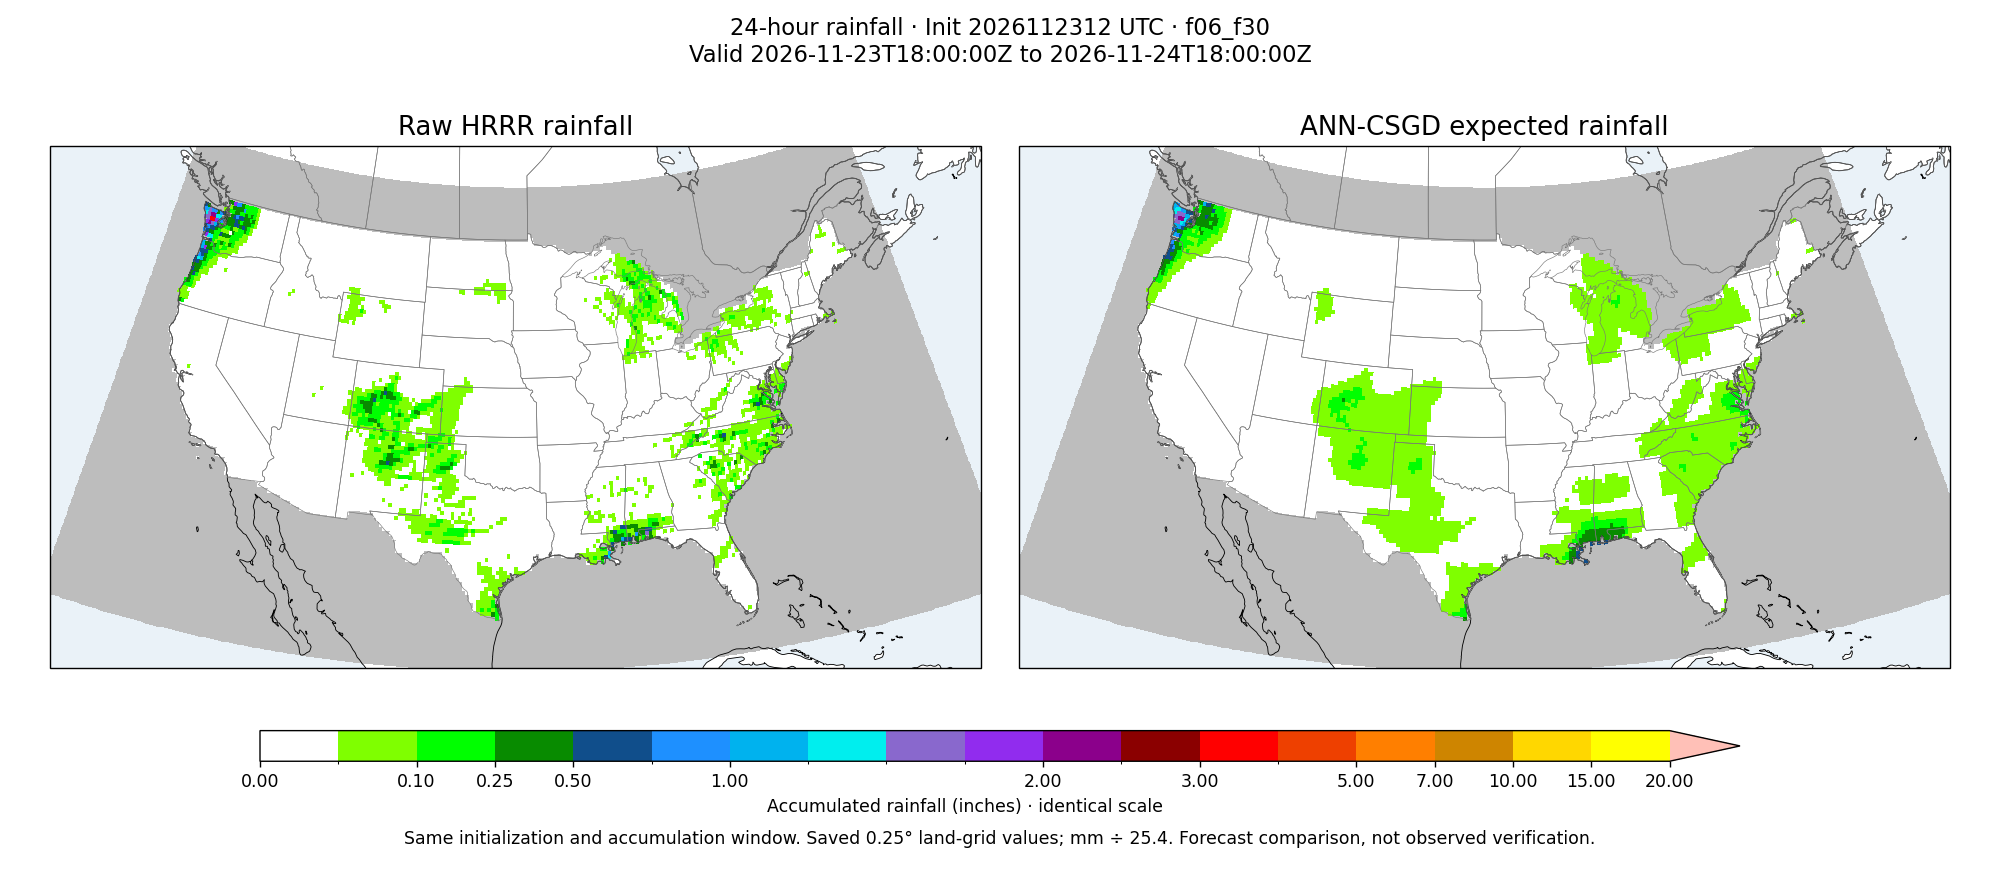 24-hour rainfall · Init 2026112312 UTC · f06_f30
Valid 2026-11-23T18:00:00Z to 2026-11-24T18:00:00Z
Raw HRRR rainfall
ANN-CSGD expected rainfall
0.00 0.10 0.25 0.50 1.00 2.00 3.00 5.00 7.00 10.00 15.00 20.00
Accumulated rainfall (inches) · identical scale
Same initialization and accumulation window. Saved 0.25° land-grid values; mm ÷ 25.4. Forecast comparison, not observed verification.